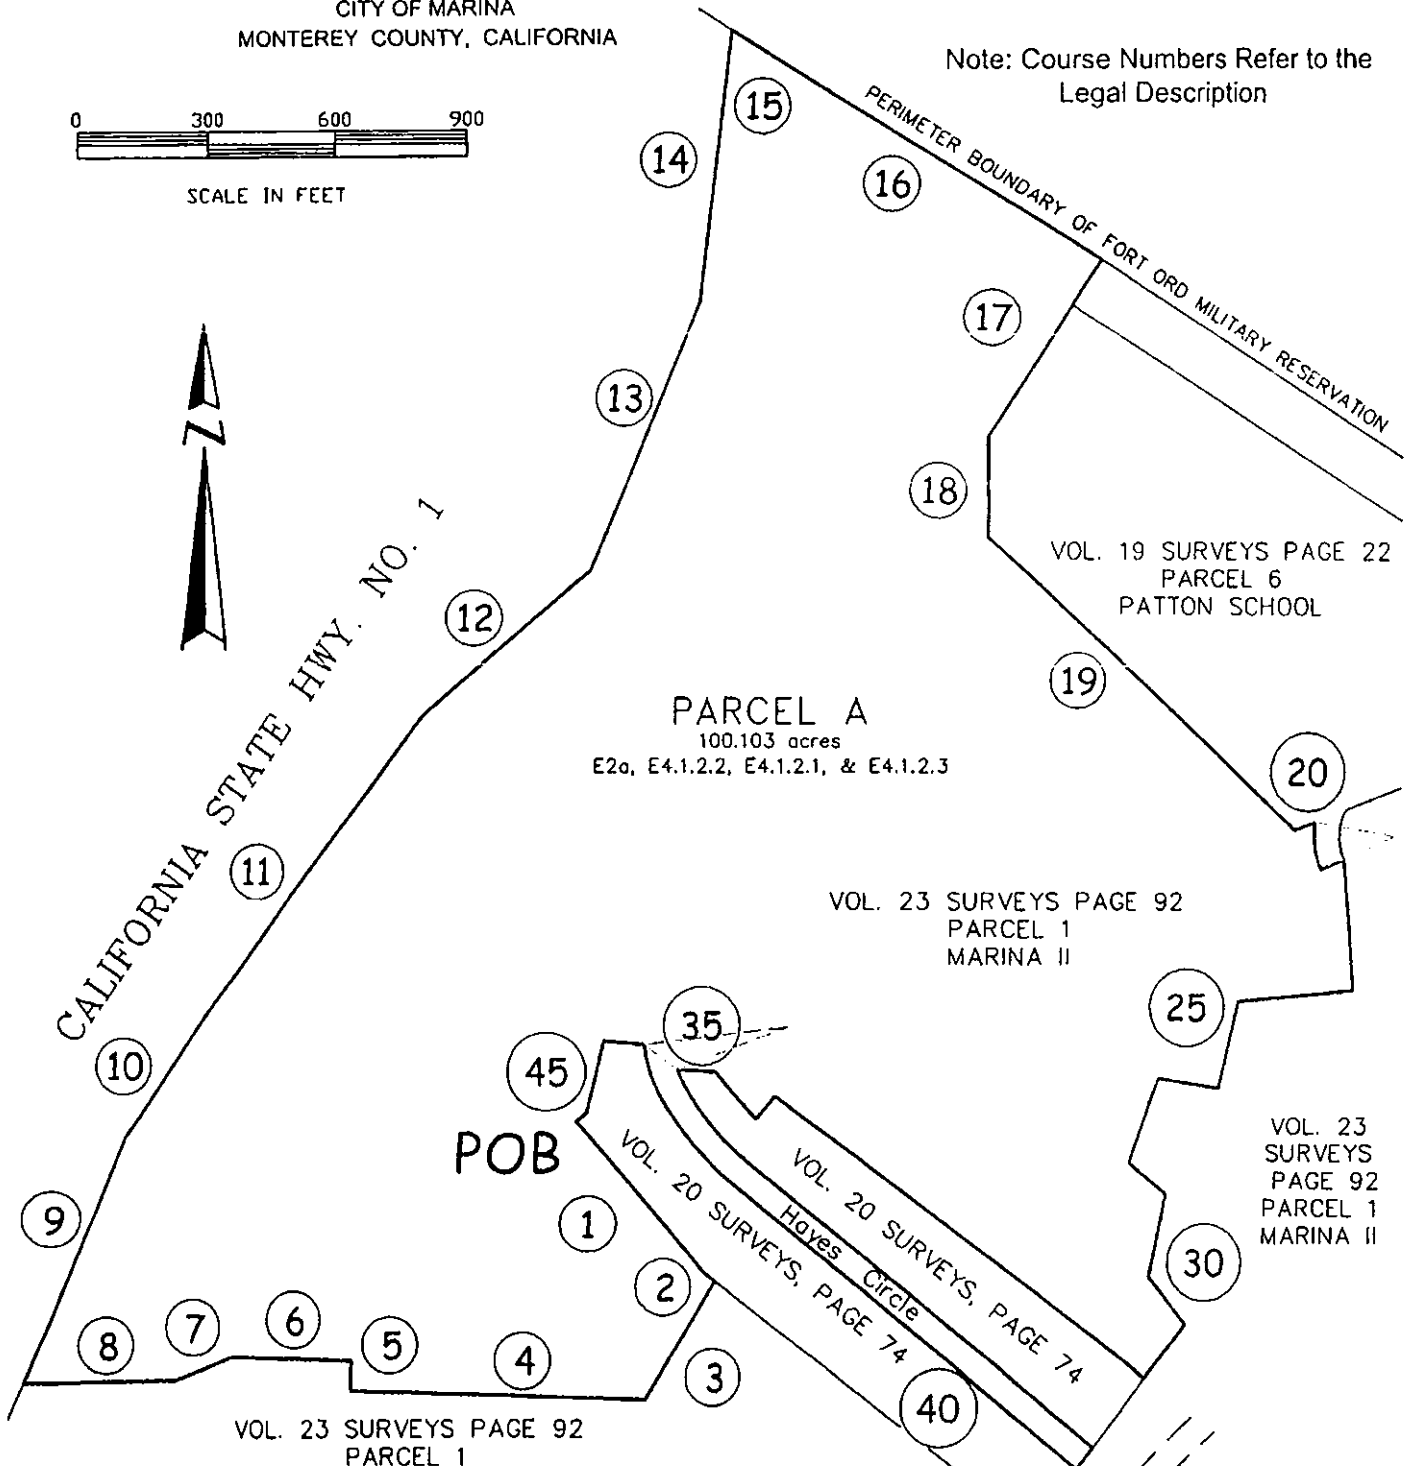 CITY OF MARINA
MONTEREY COUNTY, CALIFORNIA
Note: Course Numbers Refer to the
Legal Description
0 300 600 900
SCALE IN FEET
N
15
14
16
PERIMETER BOUNDARY OF FORT ORD MILITARY RESERVATION
17
13
18
VOL. 19 SURVEYS PAGE 22
PARCEL 6
PATTON SCHOOL
CALIFORNIA STATE HWY. NO. 1
12
19
PARCEL A
100.103 acres
E2a, E4.1.2.2, E4.1.2.1, & E4.1.2.3
20
11
VOL. 23 SURVEYS PAGE 92
PARCEL 1
MARINA II
25
35
10
45
POB
VOL. 23
SURVEYS
PAGE 92
PARCEL 1
MARINA II
VOL. 20 SURVEYS, PAGE 74
Hayes Circle
VOL. 20 SURVEYS, PAGE 74
9
1
30
2
8
7
6
5
4
3
40
VOL. 23 SURVEYS PAGE 92
PARCEL 1